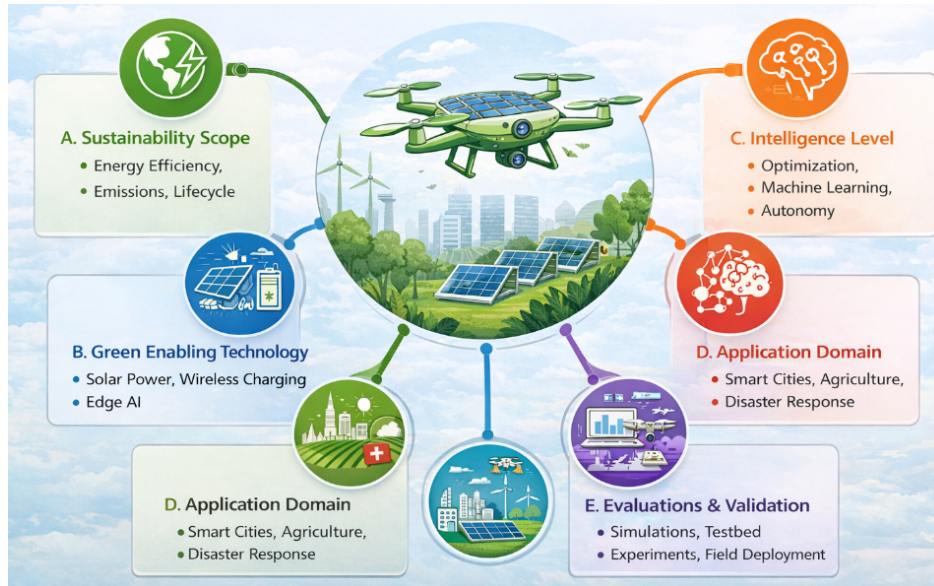 A. Sustainability Scope
• Energy Efficiency,
• Emissions, Lifecycle
C. Intelligence Level
• Optimization,
• Machine Learning,
• Autonomy
B. Green Enabling Technology
• Solar Power, Wireless Charging
• Edge AI
D. Application Domain
• Smart Cities, Agriculture,
• Disaster Response
D. Application Domain
• Smart Cities, Agriculture,
• Disaster Response
E. Evaluations & Validation
• Simulations, Testbed
• Experiments, Field Deployment